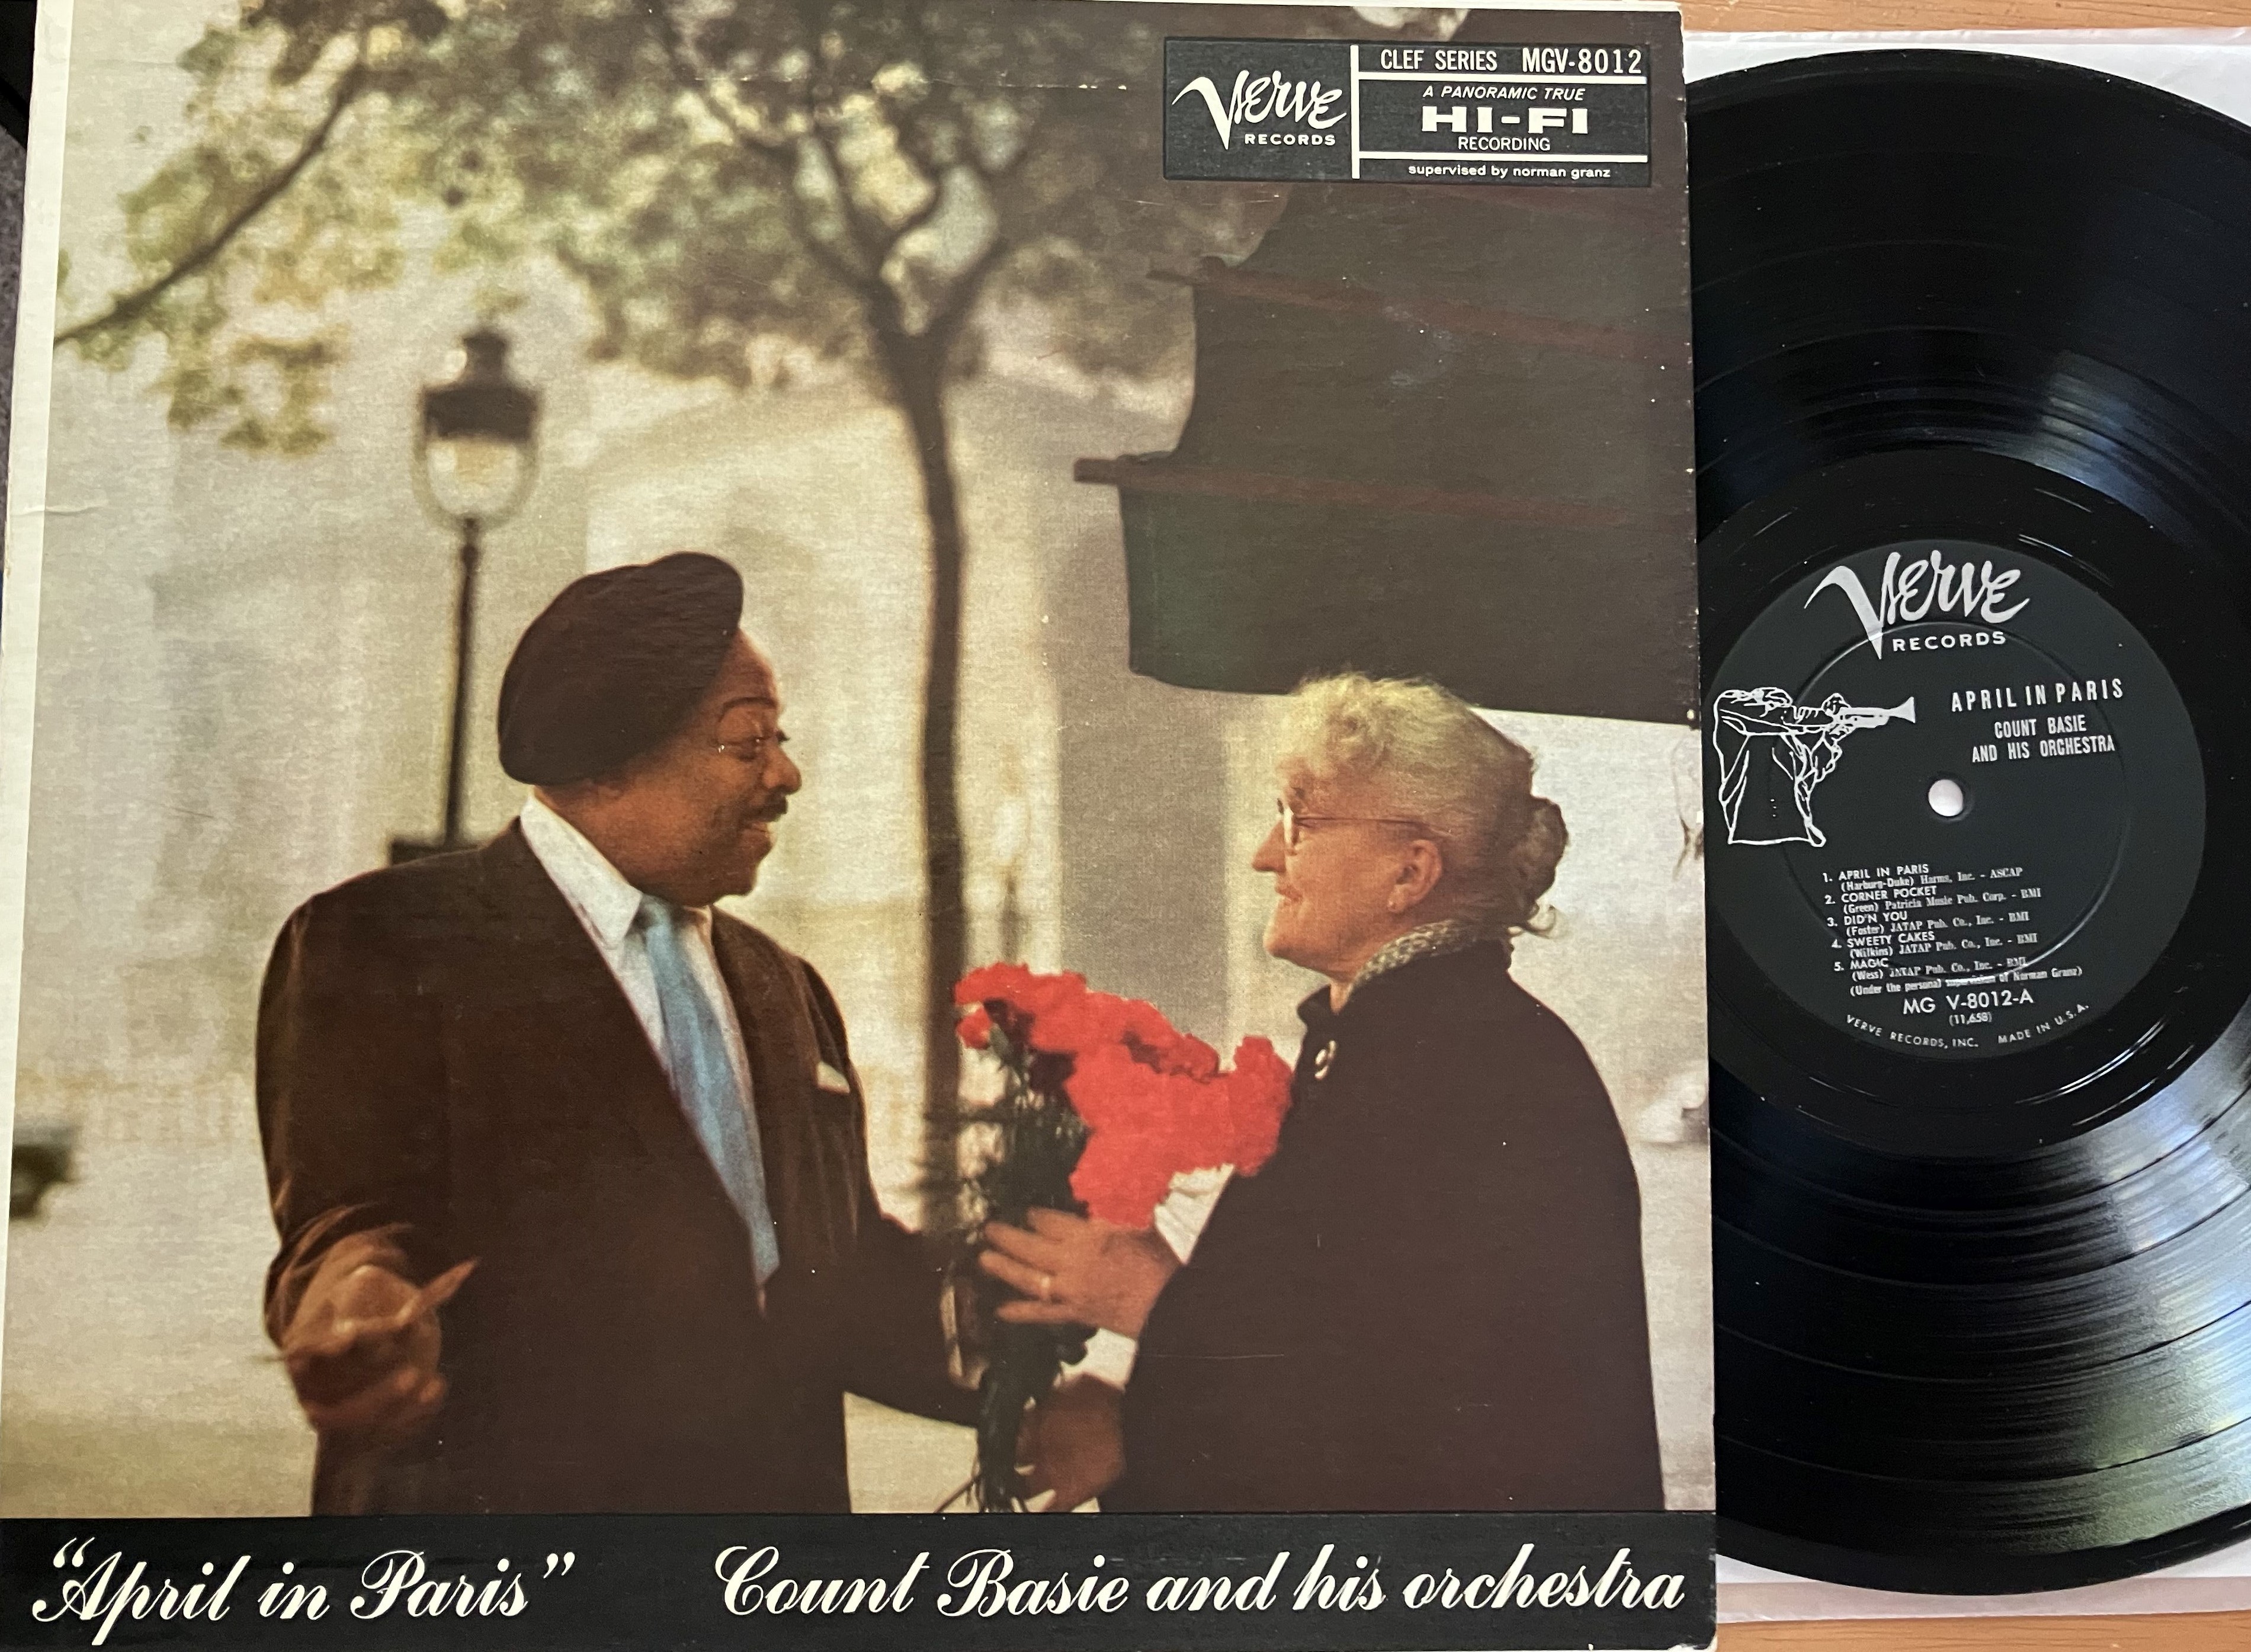 Verve
RECORDS
CLEF SERIES MGV-8012
A PANORAMIC TRUE
HI-FI
RECORDING
supervised by norman granz
"April in Paris" Count Basie and his orchestra
Verve
RECORDS
APRIL IN PARIS
COUNT BASIE
AND HIS ORCHESTRA
1. APRIL IN PARIS
(Harburg-Duke) Harms, Inc. - ASCAP
2. CORNER POCKET
(Green) Patricia Music Pub. Corp. - BMI
3. DID'N YOU
(Foster) JATAP Pub. Co., Inc. - BMI
4. SWEETY CAKES
(Wilkins) JATAP Pub. Co., Inc. - BMI
5. MAGIC
(Wess) JATAP Pub. Co., Inc. - BMI
(Under the personal supervision of Norman Granz)
MG V-8012-A
(11,658)
VERVE RECORDS, INC. MADE IN U.S.A.